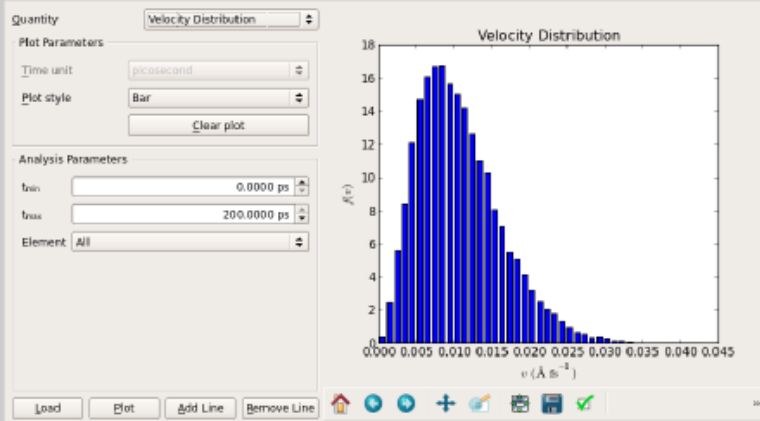 Quantity
Velocity Distribution
Plot Parameters
Time unit
picosecond
Plot style
Bar
Clear plot
Analysis Parameters
tmin
0.0000 ps
tmax
200.0000 ps
Element
All
Load
Plot
Add Line
Remove Line
Velocity Distribution
18
16
14
12
10
8
6
4
2
0
f(v)
0.000 0.005 0.010 0.015 0.020 0.025 0.030 0.035 0.040 0.045
v (Å fs⁻¹)
»